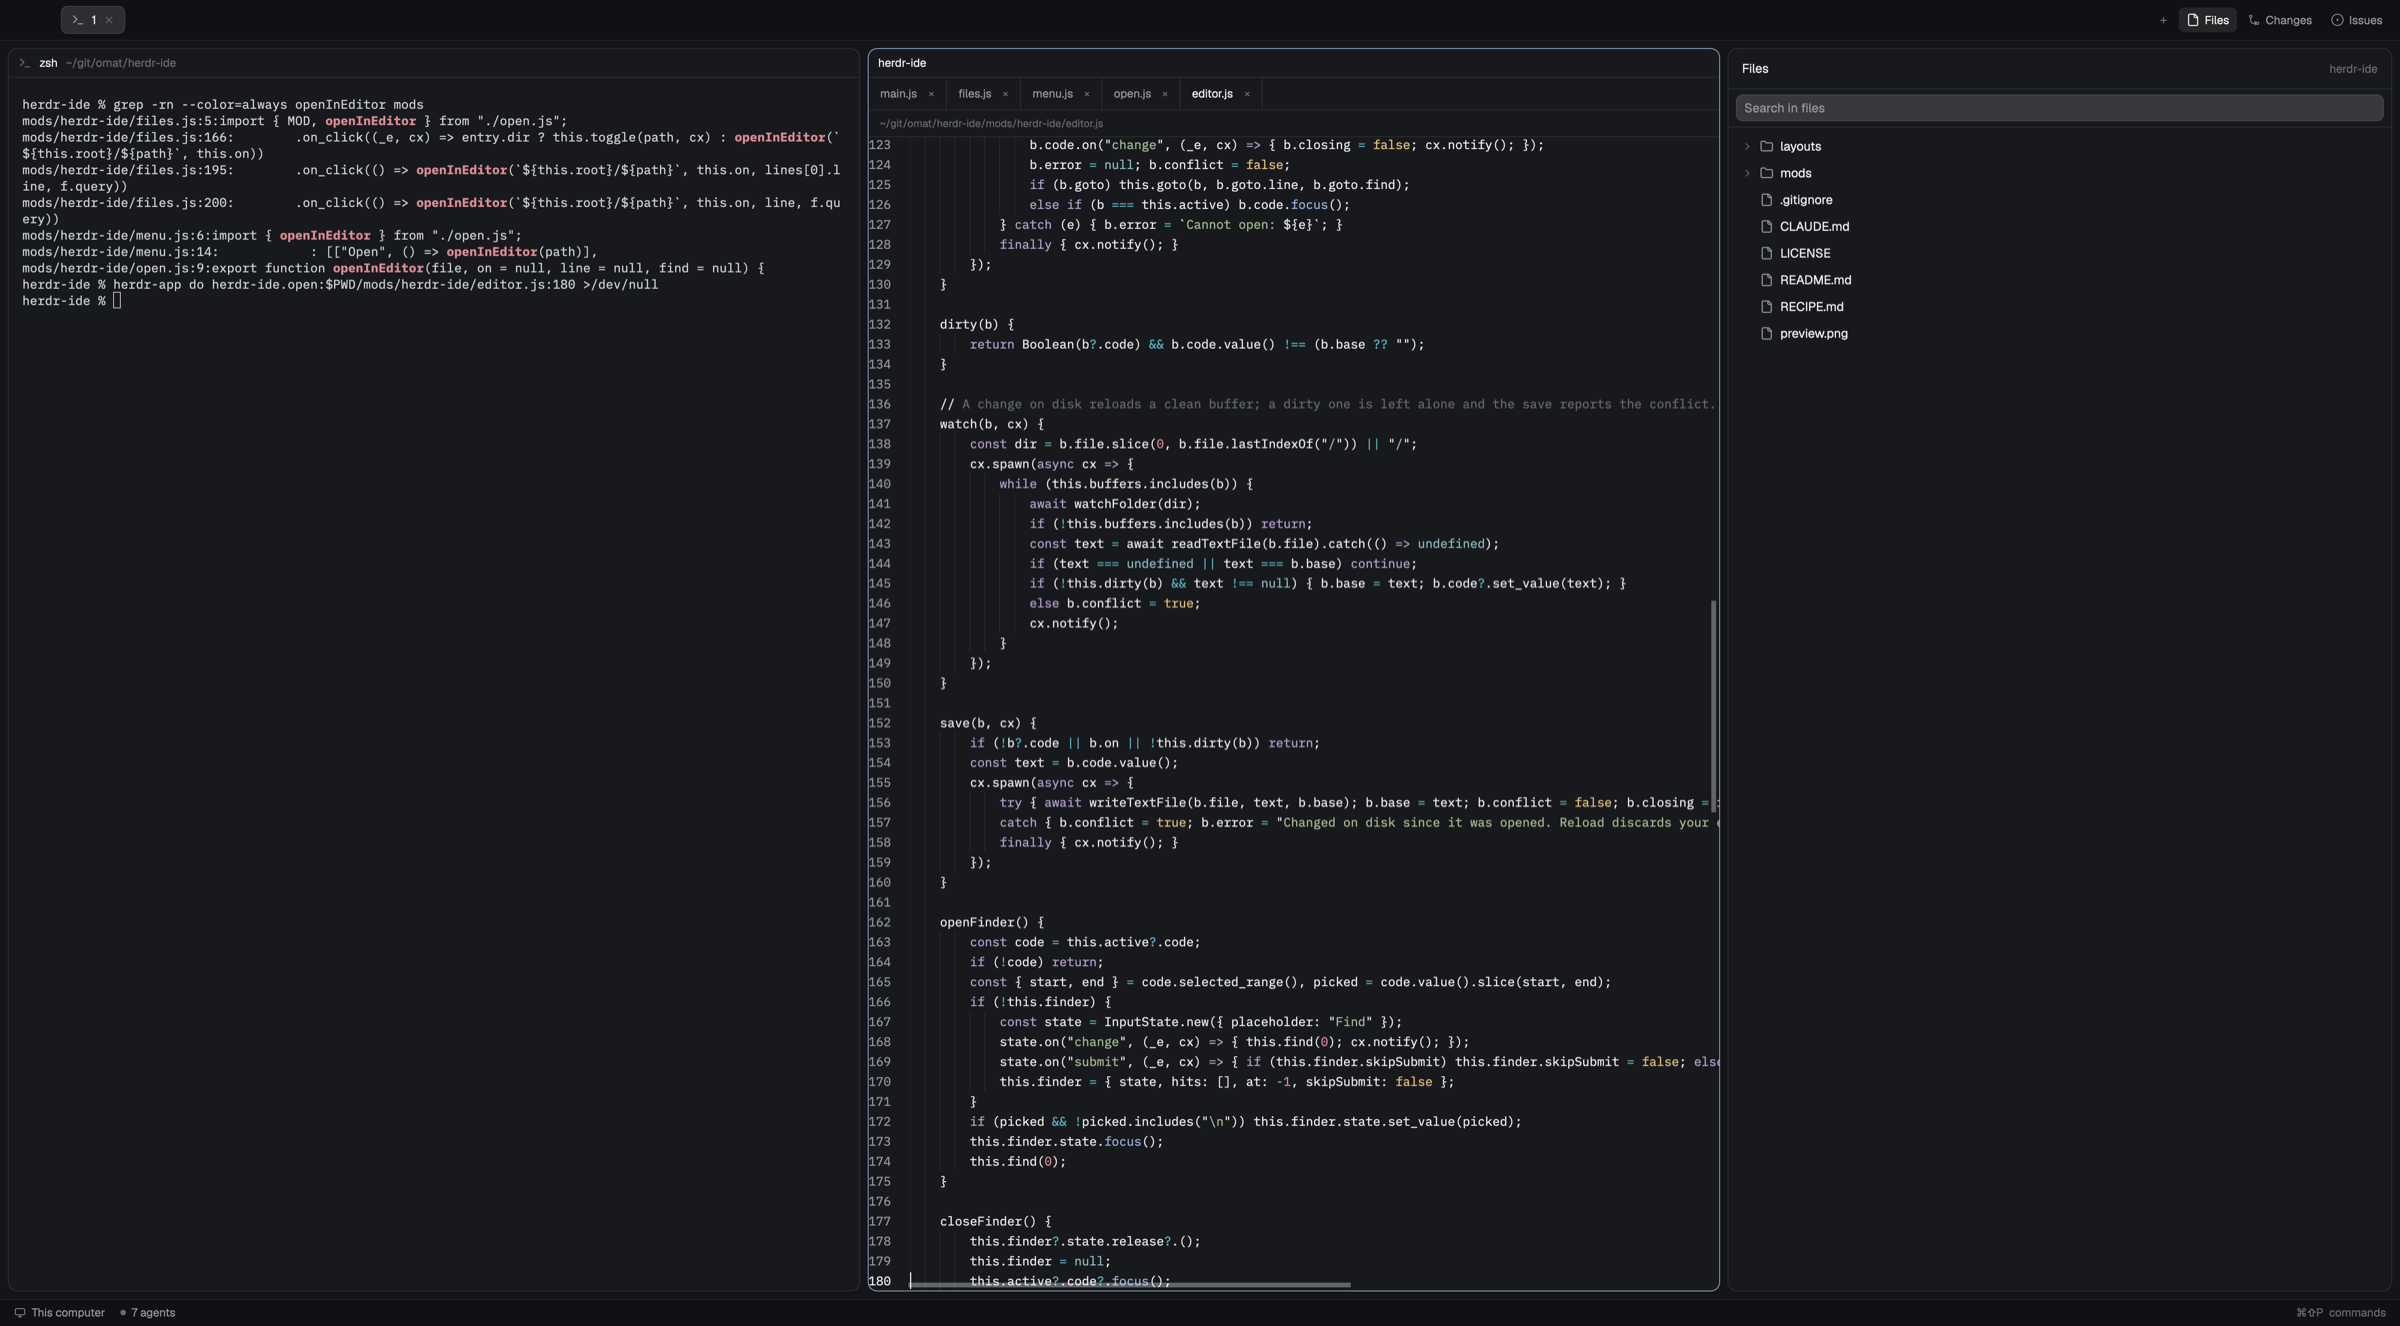 1
+ Files Changes Issues
zsh ~/git/omat/herdr-ide
herdr-ide % grep -rn --color=always openInEditor mods
mods/herdr-ide/files.js:5:import { MOD, openInEditor } from "./open.js";
mods/herdr-ide/files.js:166:        .on_click((_e, cx) => entry.dir ? this.toggle(path, cx) : openInEditor(`
${this.root}/${path}`, this.on))
mods/herdr-ide/files.js:195:        .on_click(() => openInEditor(`${this.root}/${path}`, this.on, lines[0].l
ine, f.query))
mods/herdr-ide/files.js:200:        .on_click(() => openInEditor(`${this.root}/${path}`, this.on, line, f.qu
ery))
mods/herdr-ide/menu.js:6:import { openInEditor } from "./open.js";
mods/herdr-ide/menu.js:14:            : [["Open", () => openInEditor(path)],
mods/herdr-ide/open.js:9:export function openInEditor(file, on = null, line = null, find = null) {
herdr-ide % herdr-app do herdr-ide.open:$PWD/mods/herdr-ide/editor.js:180 >/dev/null
herdr-ide %
herdr-ide
main.js × files.js × menu.js × open.js × editor.js ×
~/git/omat/herdr-ide/mods/herdr-ide/editor.js
123             b.code.on("change", (_e, cx) => { b.closing = false; cx.notify(); });
124             b.error = null; b.conflict = false;
125             if (b.goto) this.goto(b, b.goto.line, b.goto.find);
126             else if (b === this.active) b.code.focus();
127         } catch (e) { b.error = `Cannot open: ${e}`; }
128         finally { cx.notify(); }
129     });
130 }
131
132 dirty(b) {
133     return Boolean(b?.code) && b.code.value() !== (b.base ?? "");
134 }
135
136 // A change on disk reloads a clean buffer; a dirty one is left alone and the save reports the conflict.
137 watch(b, cx) {
138     const dir = b.file.slice(0, b.file.lastIndexOf("/")) || "/";
139     cx.spawn(async cx => {
140         while (this.buffers.includes(b)) {
141             await watchFolder(dir);
142             if (!this.buffers.includes(b)) return;
143             const text = await readTextFile(b.file).catch(() => undefined);
144             if (text === undefined || text === b.base) continue;
145             if (!this.dirty(b) && text !== null) { b.base = text; b.code?.set_value(text); }
146             else b.conflict = true;
147             cx.notify();
148         }
149     });
150 }
151
152 save(b, cx) {
153     if (!b?.code || b.on || !this.dirty(b)) return;
154     const text = b.code.value();
155     cx.spawn(async cx => {
156         try { await writeTextFile(b.file, text, b.base); b.base = text; b.conflict = false; b.closing =
157         catch { b.conflict = true; b.error = "Changed on disk since it was opened. Reload discards your
158         finally { cx.notify(); }
159     });
160 }
161
162 openFinder() {
163     const code = this.active?.code;
164     if (!code) return;
165     const { start, end } = code.selected_range(), picked = code.value().slice(start, end);
166     if (!this.finder) {
167         const state = InputState.new({ placeholder: "Find" });
168         state.on("change", (_e, cx) => { this.find(0); cx.notify(); });
169         state.on("submit", (_e, cx) => { if (this.finder.skipSubmit) this.finder.skipSubmit = false; else
170         this.finder = { state, hits: [], at: -1, skipSubmit: false };
171     }
172     if (picked && !picked.includes("\n")) this.finder.state.set_value(picked);
173     this.finder.state.focus();
174     this.find(0);
175 }
176
177 closeFinder() {
178     this.finder?.state.release?.();
179     this.finder = null;
180     this.active?.code?.focus();
Files herdr-ide
Search in files
layouts
mods
.gitignore
CLAUDE.md
LICENSE
README.md
RECIPE.md
preview.png
This computer 7 agents
⌘⇧P commands